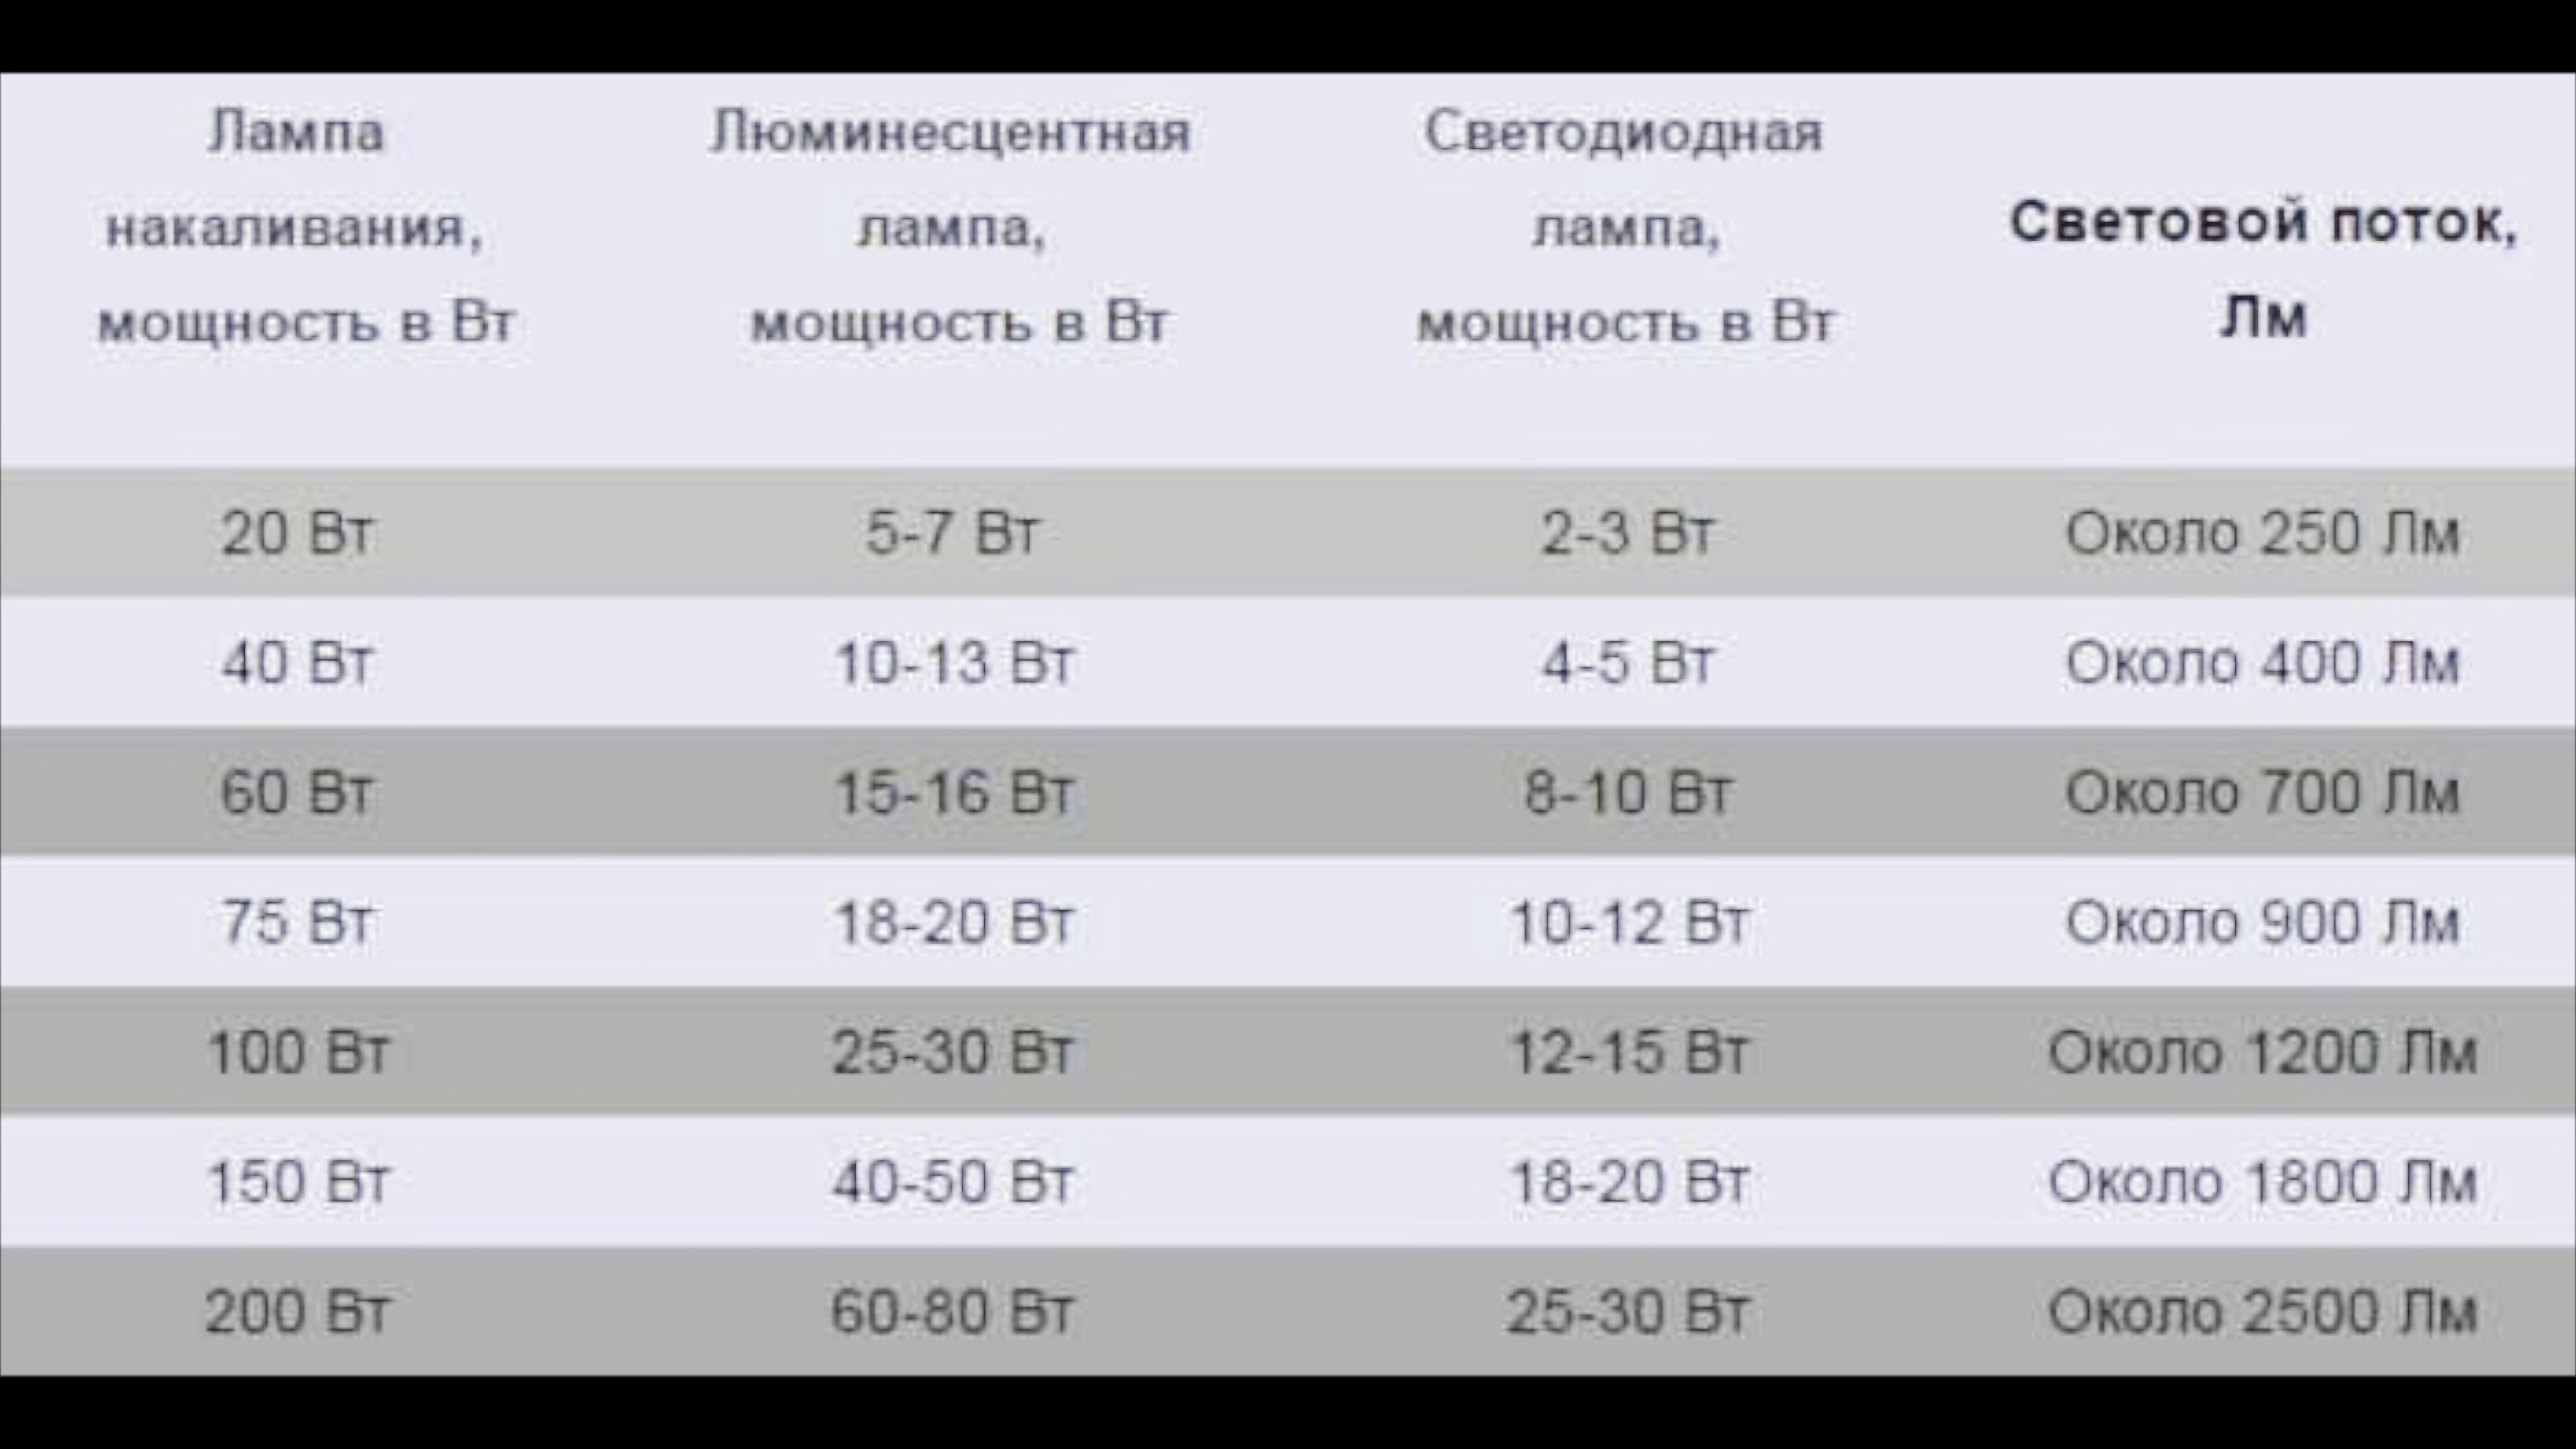 Лампа
накаливания,
мощность в Вт
Люминесцентная
лампа,
мощность в Вт
Светодиодная
лампа,
мощность в Вт
Световой поток,
Лм
20 Вт 5-7 Вт 2-3 Вт Около 250 Лм
40 Вт 10-13 Вт 4-5 Вт Около 400 Лм
60 Вт 15-16 Вт 8-10 Вт Около 700 Лм
75 Вт 18-20 Вт 10-12 Вт Около 900 Лм
100 Вт 25-30 Вт 12-15 Вт Около 1200 Лм
150 Вт 40-50 Вт 18-20 Вт Около 1800 Лм
200 Вт 60-80 Вт 25-30 Вт Около 2500 Лм